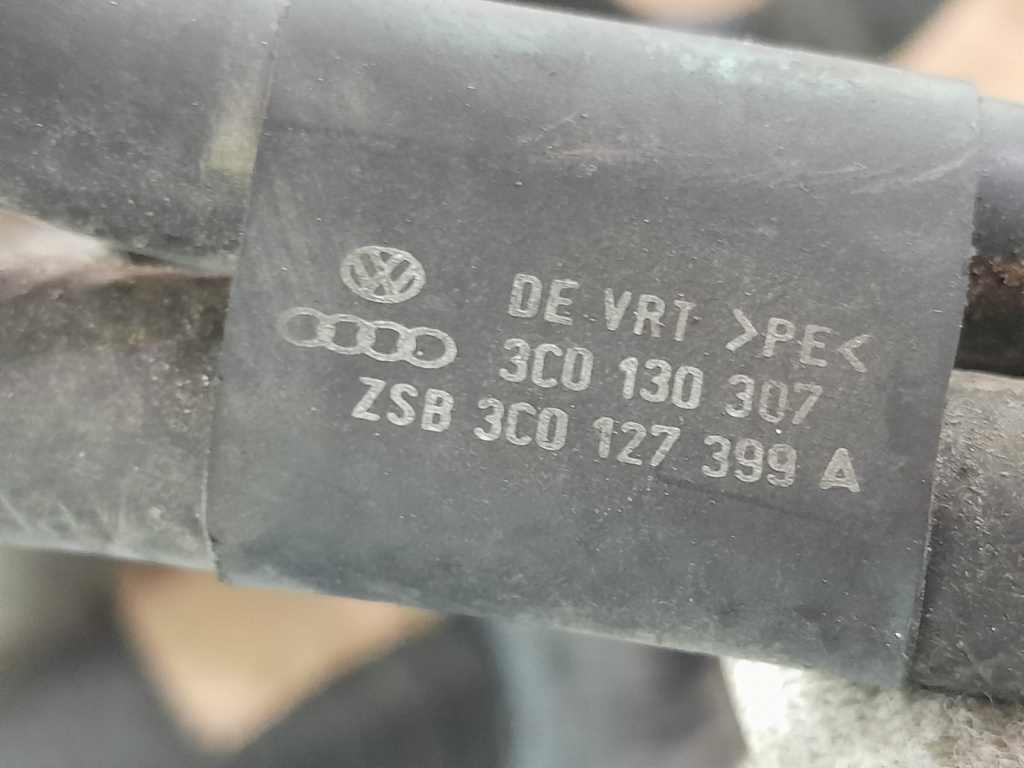 DE VRT >PE<
3C0 130 307
ZSB 3C0 127 399 A